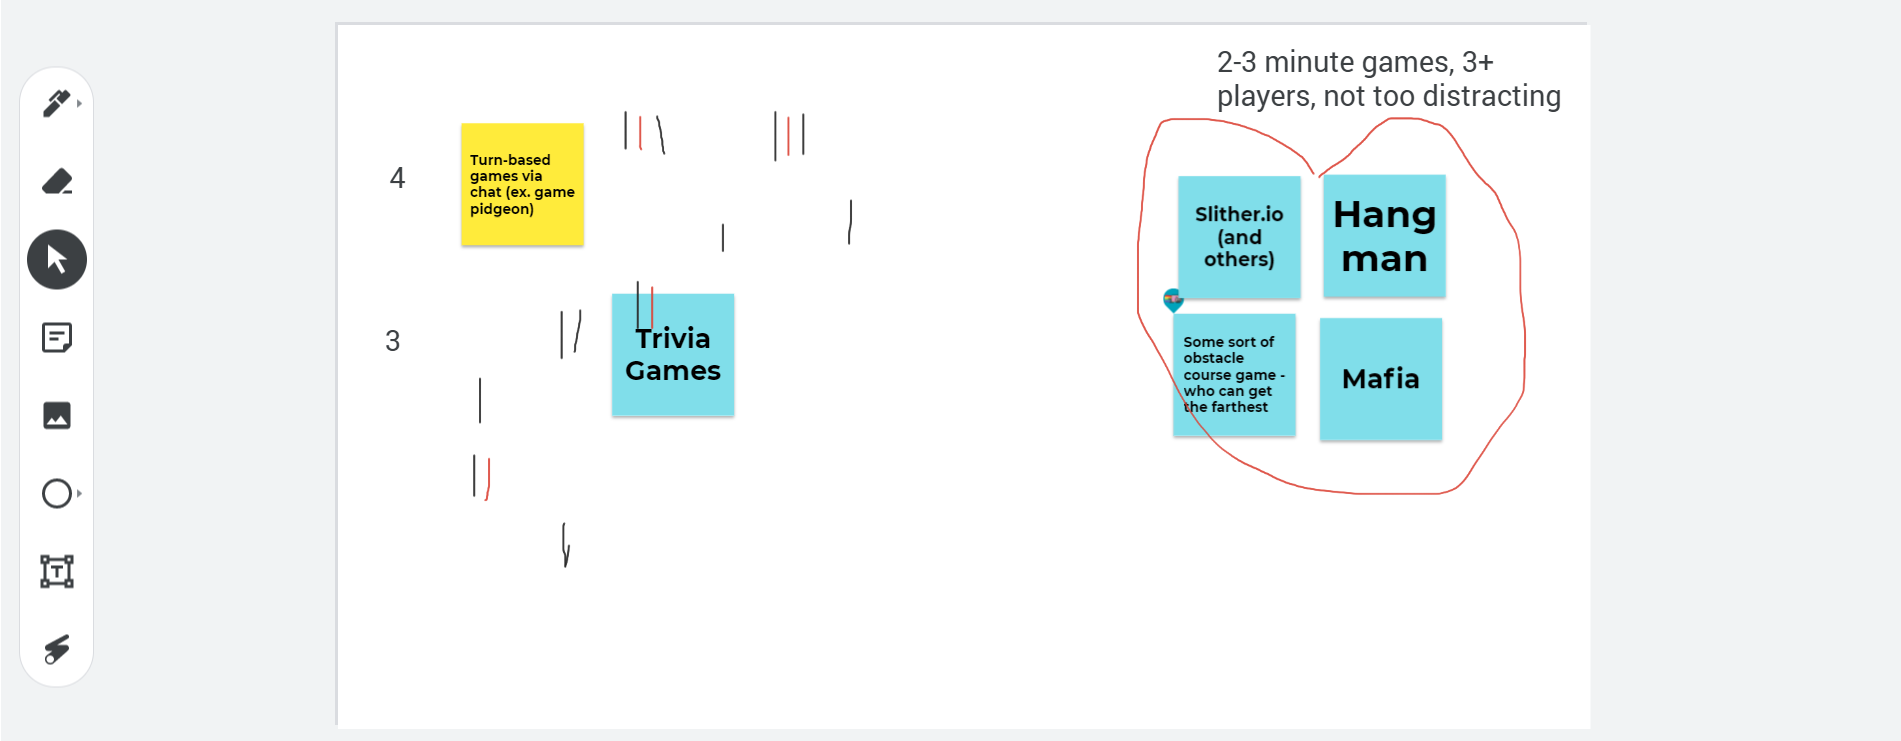 2-3 minute games, 3+
players, not too distracting
4
Turn-based
games via
chat (ex. game
pidgeon)
Slither.io
(and
others)
Hang
man
3
Trivia
Games
Some sort of
obstacle
course game -
who can get
the farthest
Mafia